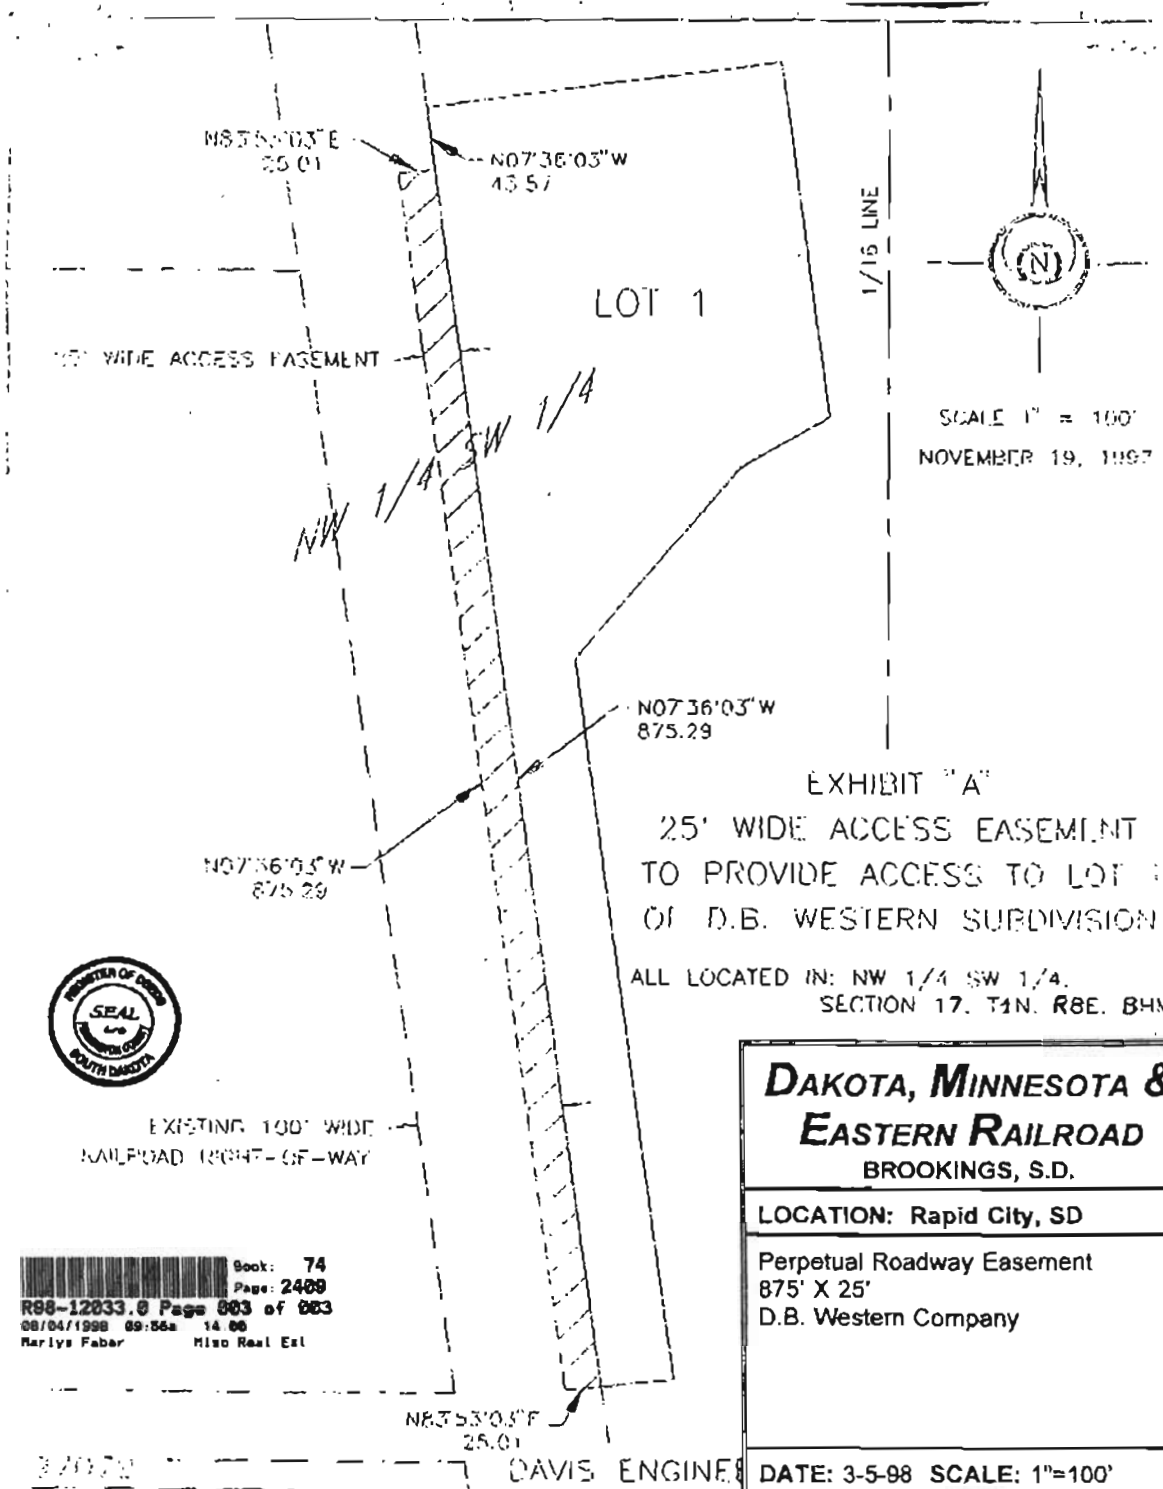 N83°53'03"E
25.01
N07°36'03"W
43.57
1/16 LINE
N
LOT 1
25' WIDE ACCESS EASEMENT
SCALE 1" = 100'
NOVEMBER 19, 1997
NW 1/4 SW 1/4
N07°36'03"W
875.29
N07°36'03"W
875.29
EXHIBIT "A"
25' WIDE ACCESS EASEMENT
TO PROVIDE ACCESS TO LOT
OF D.B. WESTERN SUBDIVISION
ALL LOCATED IN: NW 1/4 SW 1/4,
SECTION 17, T1N, R8E, BHM
REGISTER OF DEEDS
SEAL
SOUTH DAKOTA
EXISTING 100' WIDE
RAILROAD RIGHT-OF-WAY
DAKOTA, MINNESOTA &
EASTERN RAILROAD
BROOKINGS, S.D.
LOCATION: Rapid City, SD
Perpetual Roadway Easement
875' X 25'
D.B. Western Company
Book: 74
Page: 2409
R98-12033.0 Page 003 of 003
08/04/1998 09:56a 14.00
Marlys Faber Misc Real Est
N83°53'03"E
25.01
DAVIS ENGINE
DATE: 3-5-98 SCALE: 1"=100'